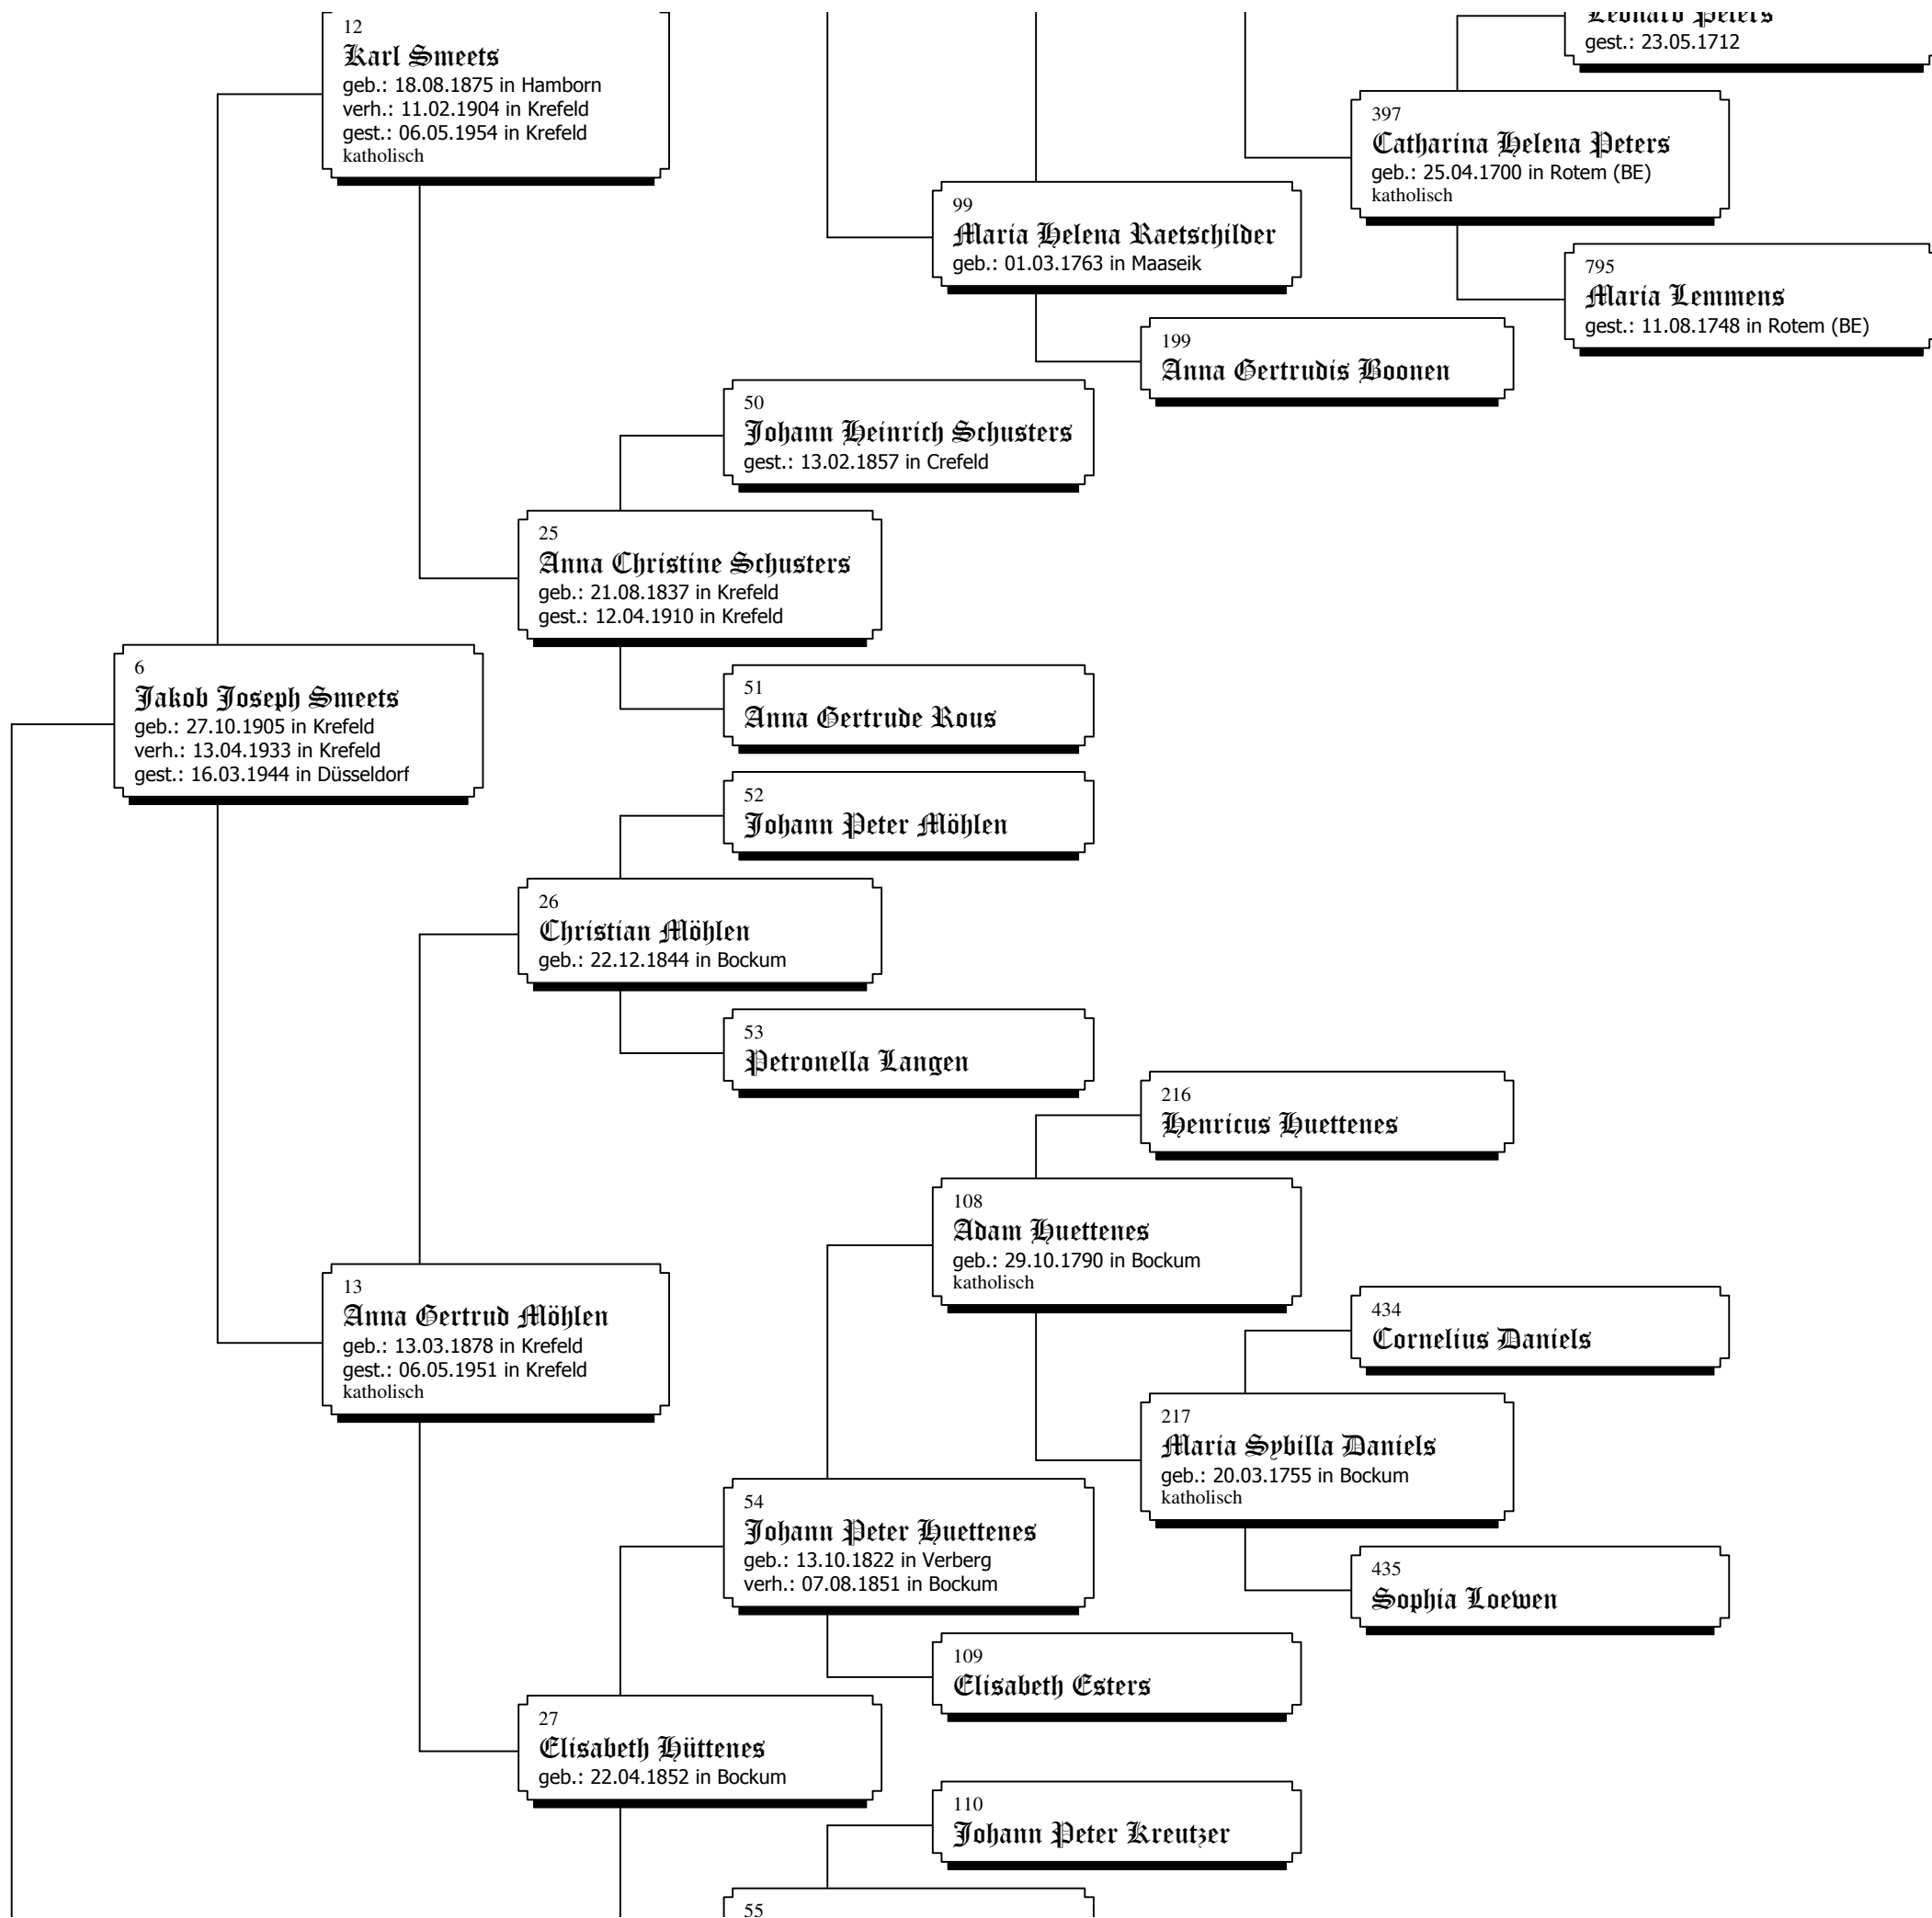 12
Karl Smeets
geb.: 18.08.1875 in Hamborn
verh.: 11.02.1904 in Krefeld
gest.: 06.05.1954 in Krefeld
katholisch
Leonard Peters
gest.: 23.05.1712
397
Catharina Helena Peters
geb.: 25.04.1700 in Rotem (BE)
katholisch
99
Maria Helena Raetschilder
geb.: 01.03.1763 in Maaseik
795
Maria Lemmens
gest.: 11.08.1748 in Rotem (BE)
199
Anna Gertrudis Boonen
50
Johann Heinrich Schusters
gest.: 13.02.1857 in Crefeld
25
Anna Christine Schusters
geb.: 21.08.1837 in Krefeld
gest.: 12.04.1910 in Krefeld
6
Jakob Joseph Smeets
geb.: 27.10.1905 in Krefeld
verh.: 13.04.1933 in Krefeld
gest.: 16.03.1944 in Düsseldorf
51
Anna Gertrude Rous
52
Johann Peter Möhlen
26
Christian Möhlen
geb.: 22.12.1844 in Bockum
53
Petronella Langen
216
Henricus Huettenes
108
Adam Huettenes
geb.: 29.10.1790 in Bockum
katholisch
13
Anna Gertrud Möhlen
geb.: 13.03.1878 in Krefeld
gest.: 06.05.1951 in Krefeld
katholisch
434
Cornelius Daniels
217
Maria Sybilla Daniels
geb.: 20.03.1755 in Bockum
katholisch
54
Johann Peter Huettenes
geb.: 13.10.1822 in Verberg
verh.: 07.08.1851 in Bockum
435
Sophia Loewen
109
Elisabeth Esters
27
Elisabeth Hüttenes
geb.: 22.04.1852 in Bockum
110
Johann Peter Kreutzer
55